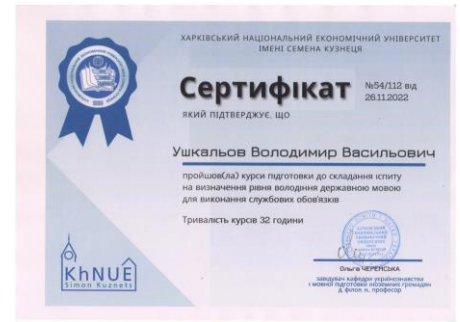 ХАРКІВСЬКИЙ НАЦІОНАЛЬНИЙ ЕКОНОМІЧНИЙ УНІВЕРСИТЕТ
ІМЕНІ СЕМЕНА КУЗНЕЦЯ
Сертифікат
№54/112 від
26.11.2022
ЯКИЙ ПІДТВЕРДЖУЄ, ЩО
Ушкальов Володимир Васильович
пройшов(ла) курси підготовки до складання іспиту
на визначення рівня володіння державною мовою
для виконання службових обов'язків
Тривалість курсів 32 години
Ольга ЧЕРЕМСЬКА
завідувач кафедри українознавства
і мовної підготовки іноземних громадян
д. філол. н., професор
KhNUE
Simon Kuznets